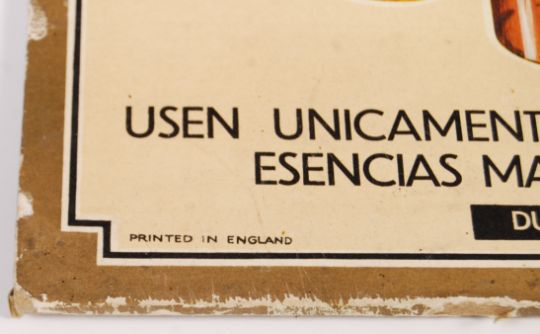 USEN UNICAMENT
ESENCIAS MA
DU
PRINTED IN ENGLAND